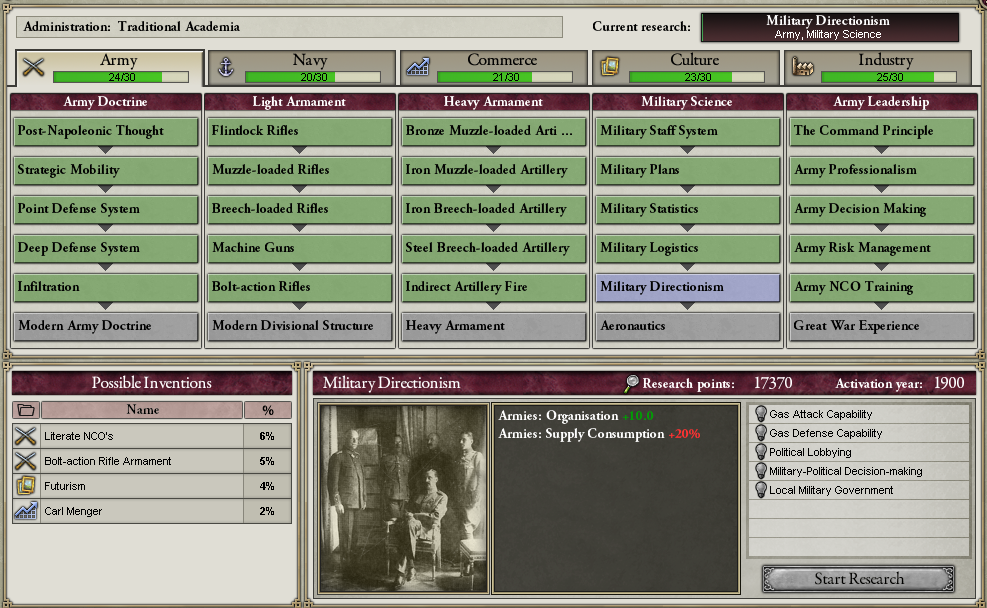 Administration: Traditional Academia
Current research:
Military Directionism
Army, Military Science
Army
24/30
Navy
20/30
Commerce
21/30
Culture
23/30
Industry
25/30
Army Doctrine
Light Armament
Heavy Armament
Military Science
Army Leadership
Post-Napoleonic Thought
Flintlock Rifles
Bronze Muzzle-loaded Arti ...
Military Staff System
The Command Principle
Strategic Mobility
Muzzle-loaded Rifles
Iron Muzzle-loaded Artillery
Military Plans
Army Professionalism
Point Defense System
Breech-loaded Rifles
Iron Breech-loaded Artillery
Military Statistics
Army Decision Making
Deep Defense System
Machine Guns
Steel Breech-loaded Artillery
Military Logistics
Army Risk Management
Infiltration
Bolt-action Rifles
Indirect Artillery Fire
Military Directionism
Army NCO Training
Modern Army Doctrine
Modern Divisional Structure
Heavy Armament
Aeronautics
Great War Experience
Possible Inventions
Name %
Literate NCO's 6%
Bolt-action Rifle Armament 5%
Futurism 4%
Carl Menger 2%
Military Directionism
Research points: 17370
Activation year: 1900
Armies: Organisation +10.0
Armies: Supply Consumption +20%
Gas Attack Capability
Gas Defense Capability
Political Lobbying
Military-Political Decision-making
Local Military Government
Start Research